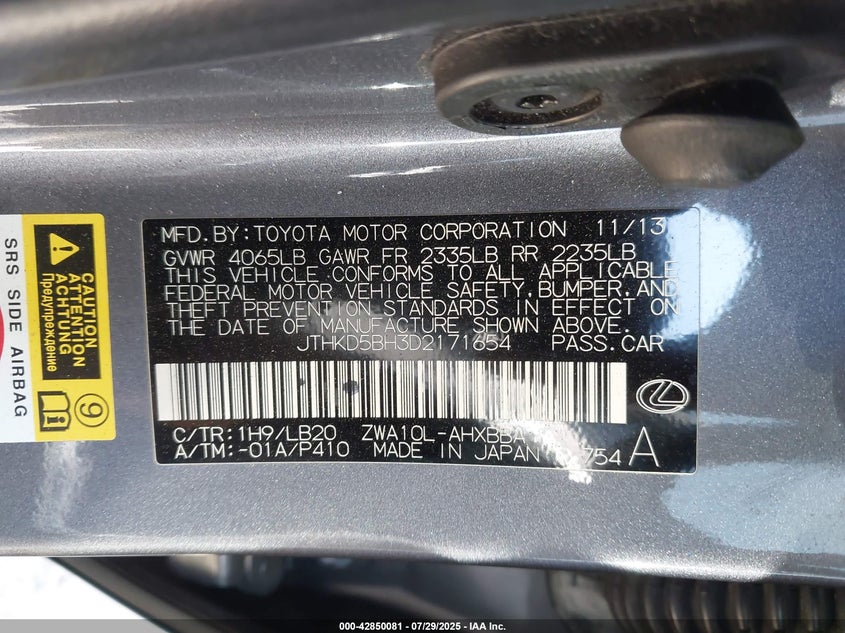 MFD.BY:TOYOTA MOTOR CORPORATION 11/13
GVWR 4065LB GAWR FR 2335LB RR 2235LB
THIS VEHICLE CONFORMS TO ALL APPLICABLE
FEDERAL MOTOR VEHICLE SAFETY,BUMPER,AND
THEFT PREVENTION STANDARDS IN EFFECT ON
THE DATE OF MANUFACTURE SHOWN ABOVE.
JTHKD5BH3D2171654 PASS.CAR
C/TR:1H9/LB20 ZWA10L-AHXBBA
A/TM:-01A/P410 MADE IN JAPAN 754 A
CAUTION
ATTENTION
ACHTUNG
Предупреждение
9
SRS SIDE AIRBAG
000-42850081 - 07/29/2025 - IAA Inc.